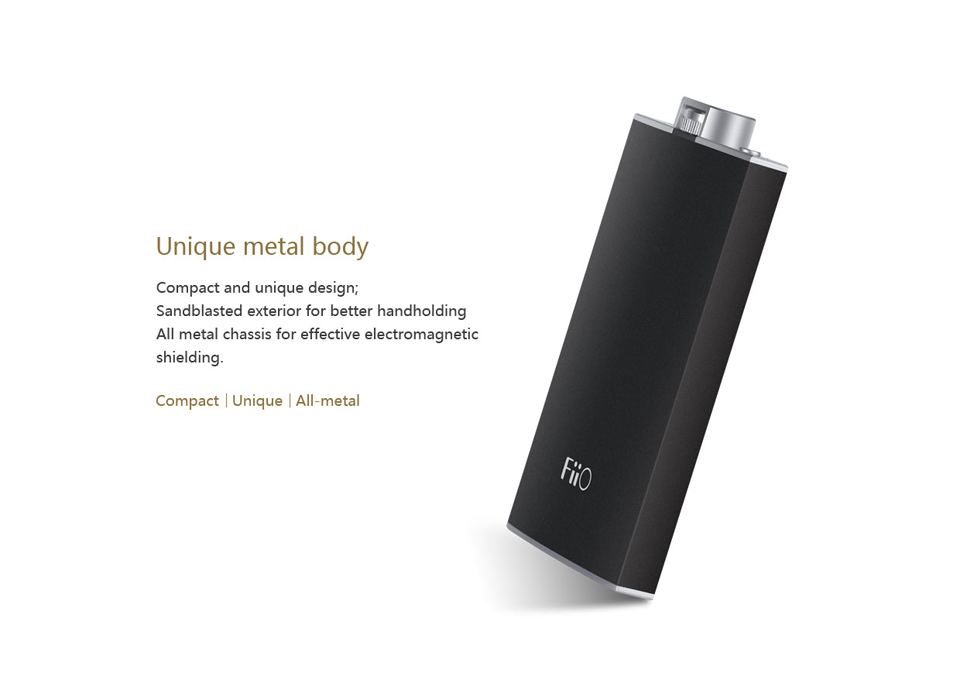 Unique metal body
Compact and unique design;
Sandblasted exterior for better handholding
All metal chassis for effective electromagnetic
shielding.
Compact | Unique | All-metal
FiiO